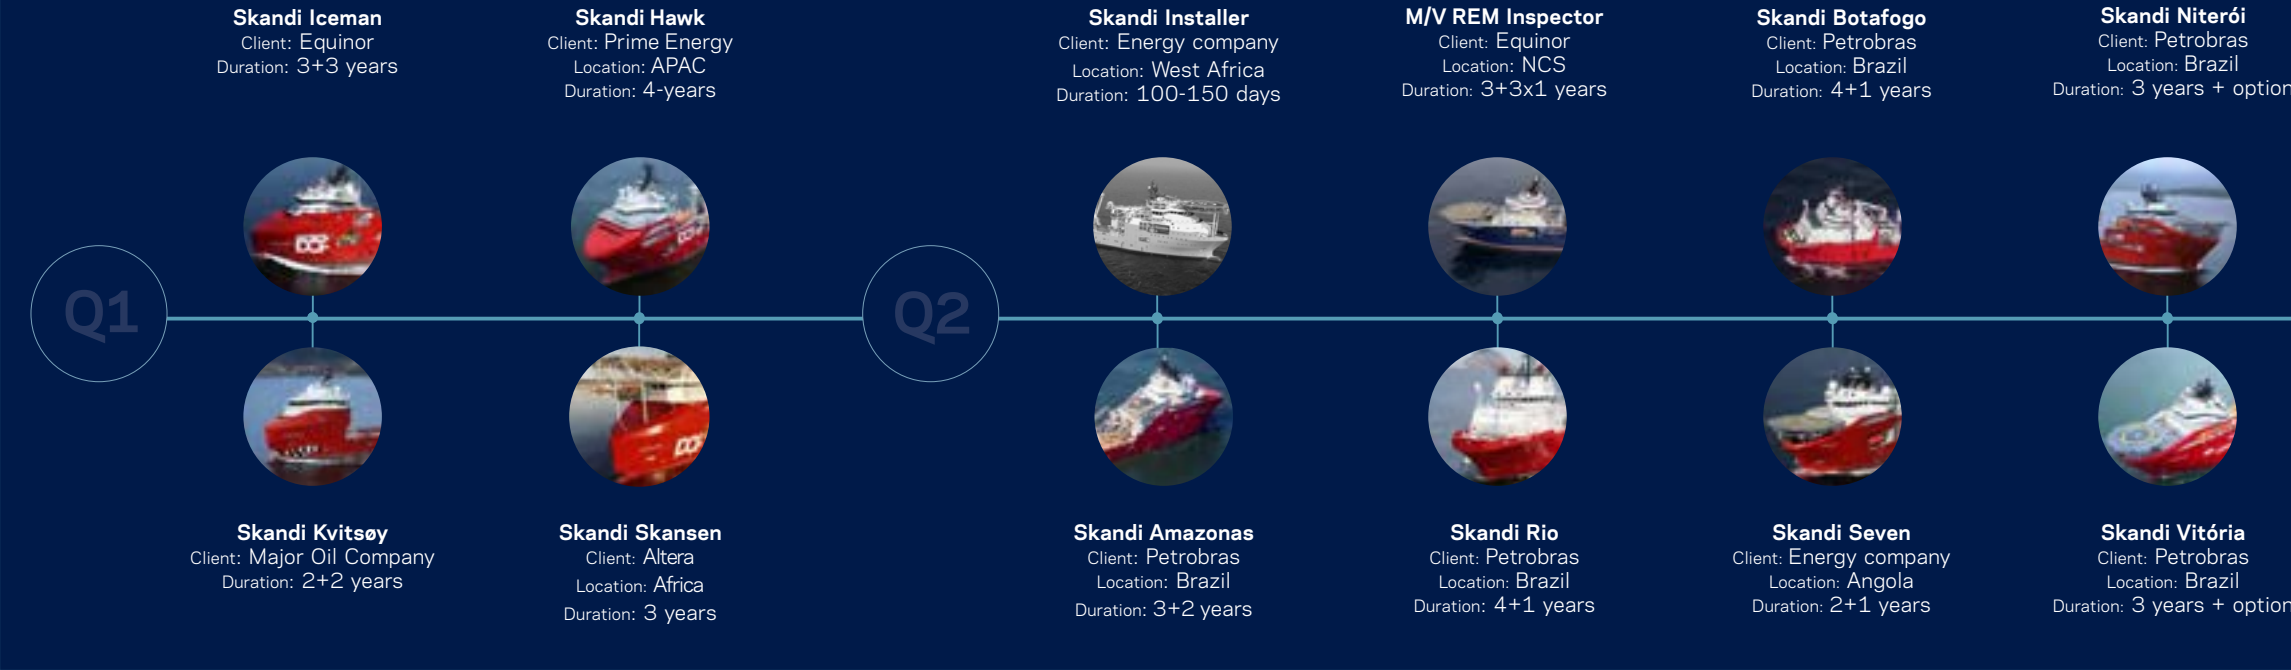 Skandi Iceman
Client: Equinor
Duration: 3+3 years
Skandi Hawk
Client: Prime Energy
Location: APAC
Duration: 4-years
Skandi Installer
Client: Energy company
Location: West Africa
Duration: 100-150 days
M/V REM Inspector
Client: Equinor
Location: NCS
Duration: 3+3x1 years
Skandi Botafogo
Client: Petrobras
Location: Brazil
Duration: 4+1 years
Skandi Niterói
Client: Petrobras
Location: Brazil
Duration: 3 years + option
Q1
Q2
DOF
DOF
DOF
Skandi Kvitsøy
Client: Major Oil Company
Duration: 2+2 years
Skandi Skansen
Client: Altera
Location: Africa
Duration: 3 years
Skandi Amazonas
Client: Petrobras
Location: Brazil
Duration: 3+2 years
Skandi Rio
Client: Petrobras
Location: Brazil
Duration: 4+1 years
Skandi Seven
Client: Energy company
Location: Angola
Duration: 2+1 years
Skandi Vitória
Client: Petrobras
Location: Brazil
Duration: 3 years + option